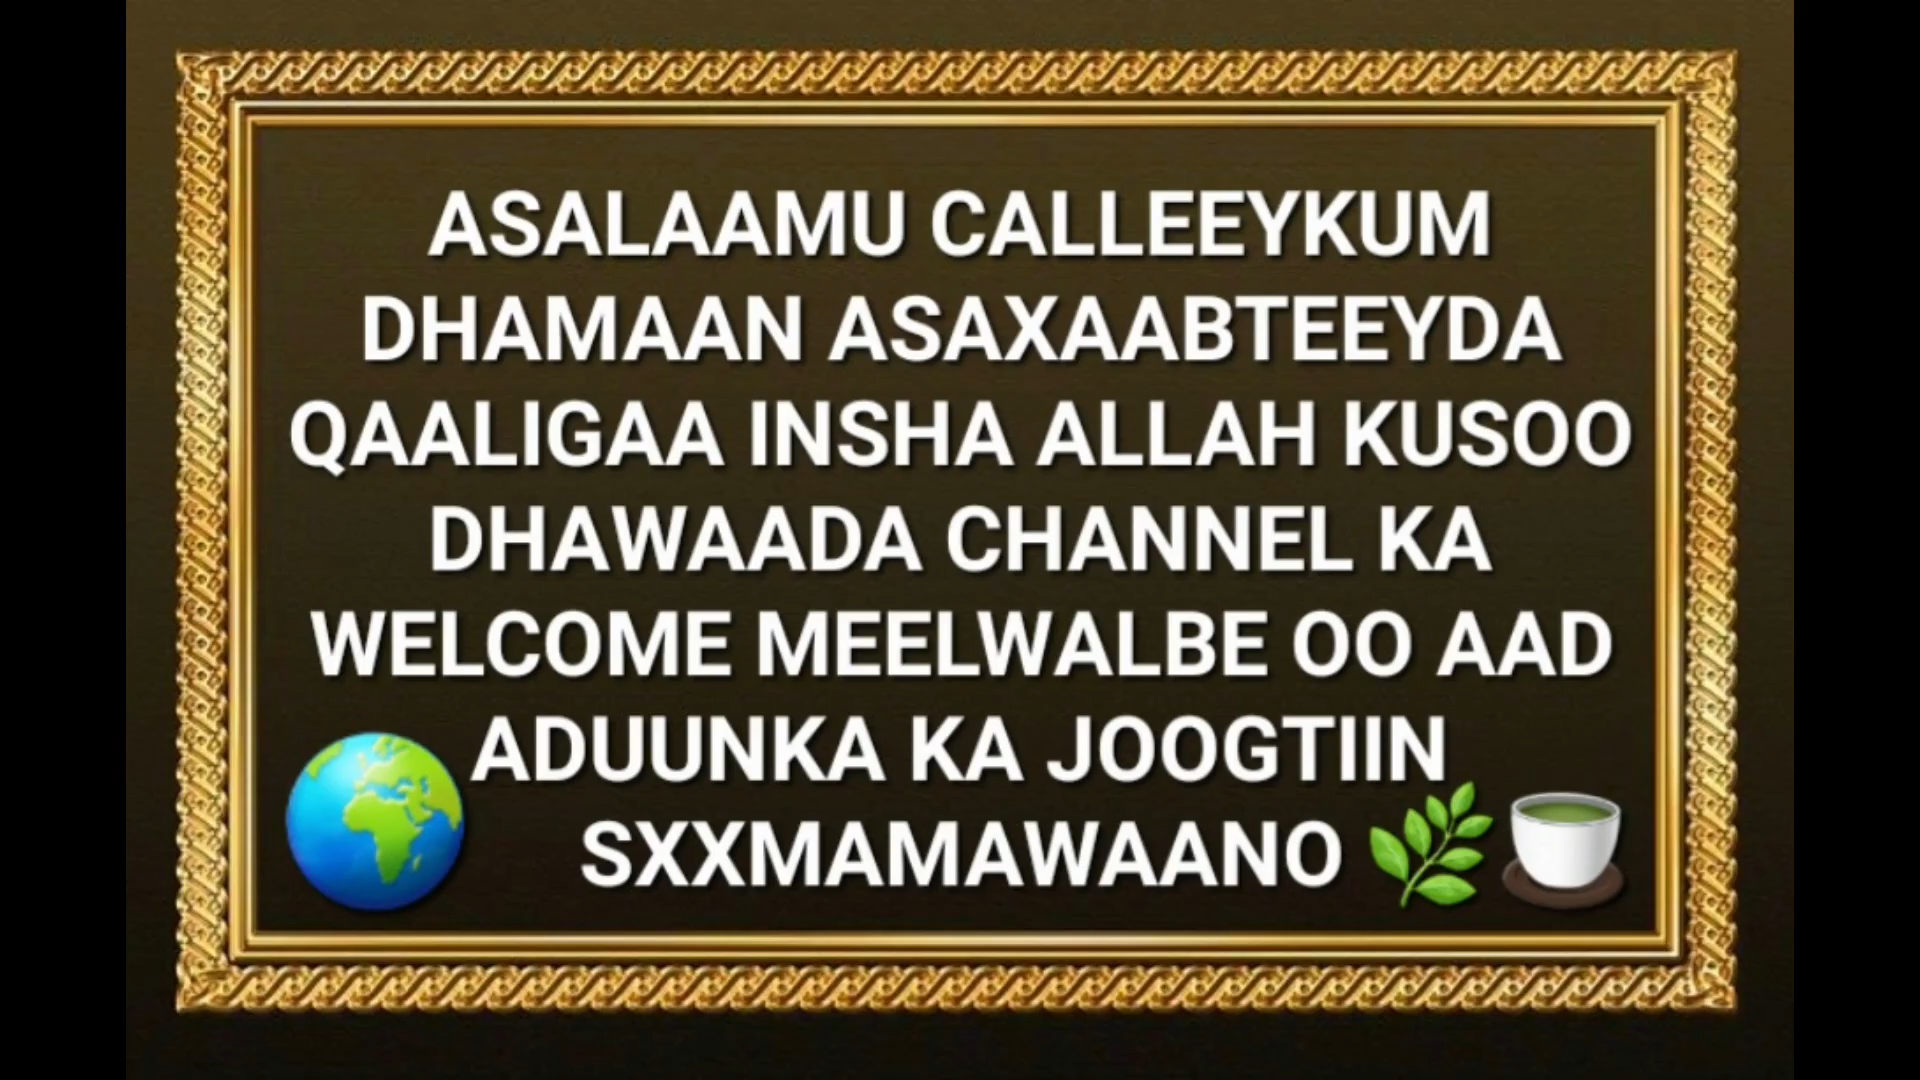 ASALAAMU CALLEEYKUM
DHAMAAN ASAXAABTEEYDA
QAALIGAA INSHA ALLAH KUSOO
DHAWAADA CHANNEL KA
WELCOME MEELWALBE OO AAD
ADUUNKA KA JOOGTIIN
SXXMAMAWAANO